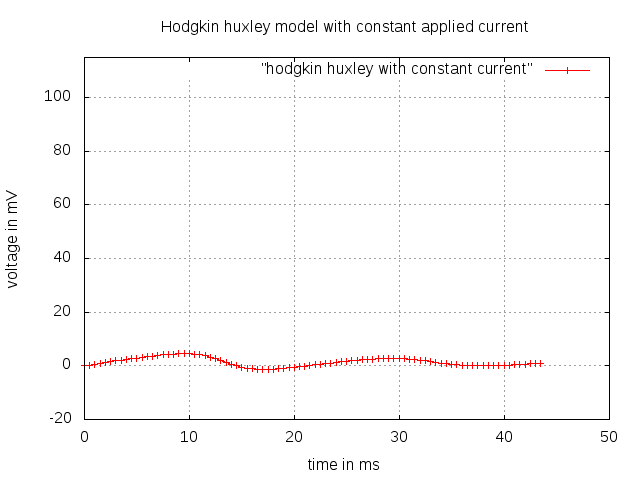 Hodgkin huxley model with constant applied current
"hodgkin huxley with constant current"
100
80
60
40
20
0
-20
voltage in mV
0 10 20 30 40 50
time in ms